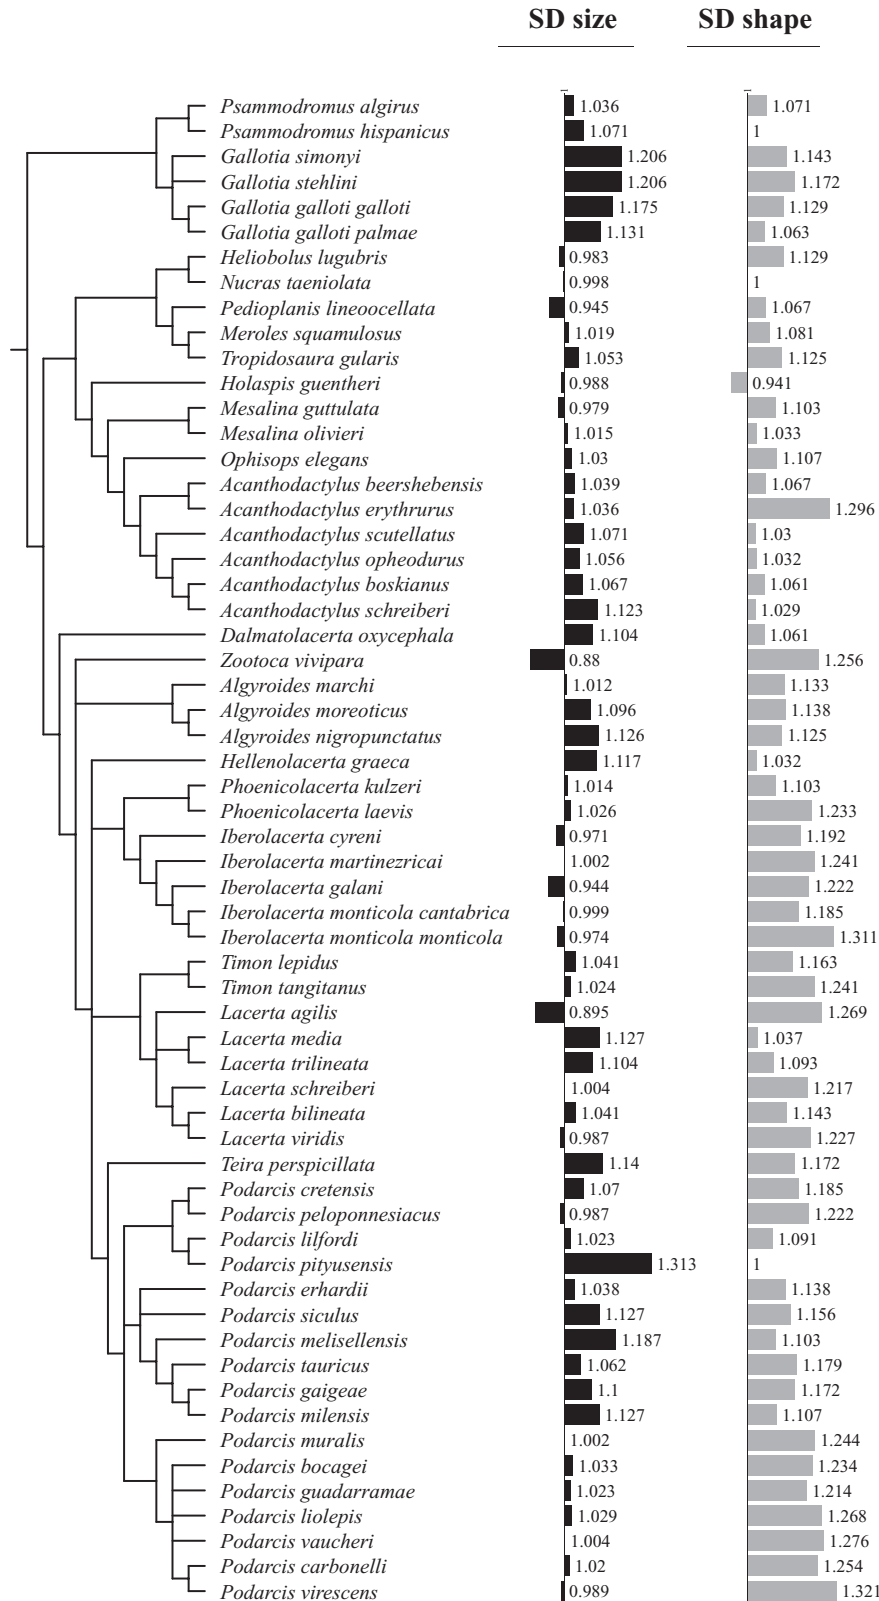 SD size SD shape
1 1
Psammodromus algirus 1.036 1.071
Psammodromus hispanicus 1.071 1
Gallotia simonyi 1.206 1.143
Gallotia stehlini 1.206 1.172
Gallotia galloti galloti 1.175 1.129
Gallotia galloti palmae 1.131 1.063
Heliobolus lugubris 0.983 1.129
Nucras taeniolata 0.998 1
Pedioplanis lineoocellata 0.945 1.067
Meroles squamulosus 1.019 1.081
Tropidosaura gularis 1.053 1.125
Holaspis guentheri 0.988 0.941
Mesalina guttulata 0.979 1.103
Mesalina olivieri 1.015 1.033
Ophisops elegans 1.03 1.107
Acanthodactylus beershebensis 1.039 1.067
Acanthodactylus erythrurus 1.036 1.296
Acanthodactylus scutellatus 1.071 1.03
Acanthodactylus opheodurus 1.056 1.032
Acanthodactylus boskianus 1.067 1.061
Acanthodactylus schreiberi 1.123 1.029
Dalmatolacerta oxycephala 1.104 1.061
Zootoca vivipara 0.88 1.256
Algyroides marchi 1.012 1.133
Algyroides moreoticus 1.096 1.138
Algyroides nigropunctatus 1.126 1.125
Hellenolacerta graeca 1.117 1.032
Phoenicolacerta kulzeri 1.014 1.103
Phoenicolacerta laevis 1.026 1.233
Iberolacerta cyreni 0.971 1.192
Iberolacerta martinezricai 1.002 1.241
Iberolacerta galani 0.944 1.222
Iberolacerta monticola cantabrica 0.999 1.185
Iberolacerta monticola monticola 0.974 1.311
Timon lepidus 1.041 1.163
Timon tangitanus 1.024 1.241
Lacerta agilis 0.895 1.269
Lacerta media 1.127 1.037
Lacerta trilineata 1.104 1.093
Lacerta schreiberi 1.004 1.217
Lacerta bilineata 1.041 1.143
Lacerta viridis 0.987 1.227
Teira perspicillata 1.14 1.172
Podarcis cretensis 1.07 1.185
Podarcis peloponnesiacus 0.987 1.222
Podarcis lilfordi 1.023 1.091
Podarcis pityusensis 1.313 1
Podarcis erhardii 1.038 1.138
Podarcis siculus 1.127 1.156
Podarcis melisellensis 1.187 1.103
Podarcis tauricus 1.062 1.179
Podarcis gaigeae 1.1 1.172
Podarcis milensis 1.127 1.107
Podarcis muralis 1.002 1.244
Podarcis bocagei 1.033 1.234
Podarcis guadarramae 1.023 1.214
Podarcis liolepis 1.029 1.268
Podarcis vaucheri 1.004 1.276
Podarcis carbonelli 1.02 1.254
Podarcis virescens 0.989 1.321